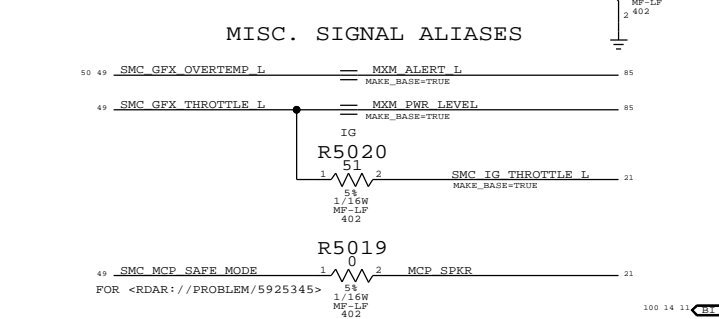 MF-LF
2 402
MISC. SIGNAL ALIASES
50 49 SMC_GFX_OVERTEMP_L MXM_ALERT_L 85
MAKE_BASE=TRUE
49 SMC_GFX_THROTTLE_L MXM_PWR_LEVEL 85
MAKE_BASE=TRUE
IG
R5020
51
1 2 SMC_IG_THROTTLE_L 21
MAKE_BASE=TRUE
5%
1/16W
MF-LF
402
R5019
0
49 SMC_MCP_SAFE_MODE 1 2 MCP_SPKR 21
FOR <RDAR://PROBLEM/5925345>
5%
1/16W
MF-LF
402
100 14 11 BI